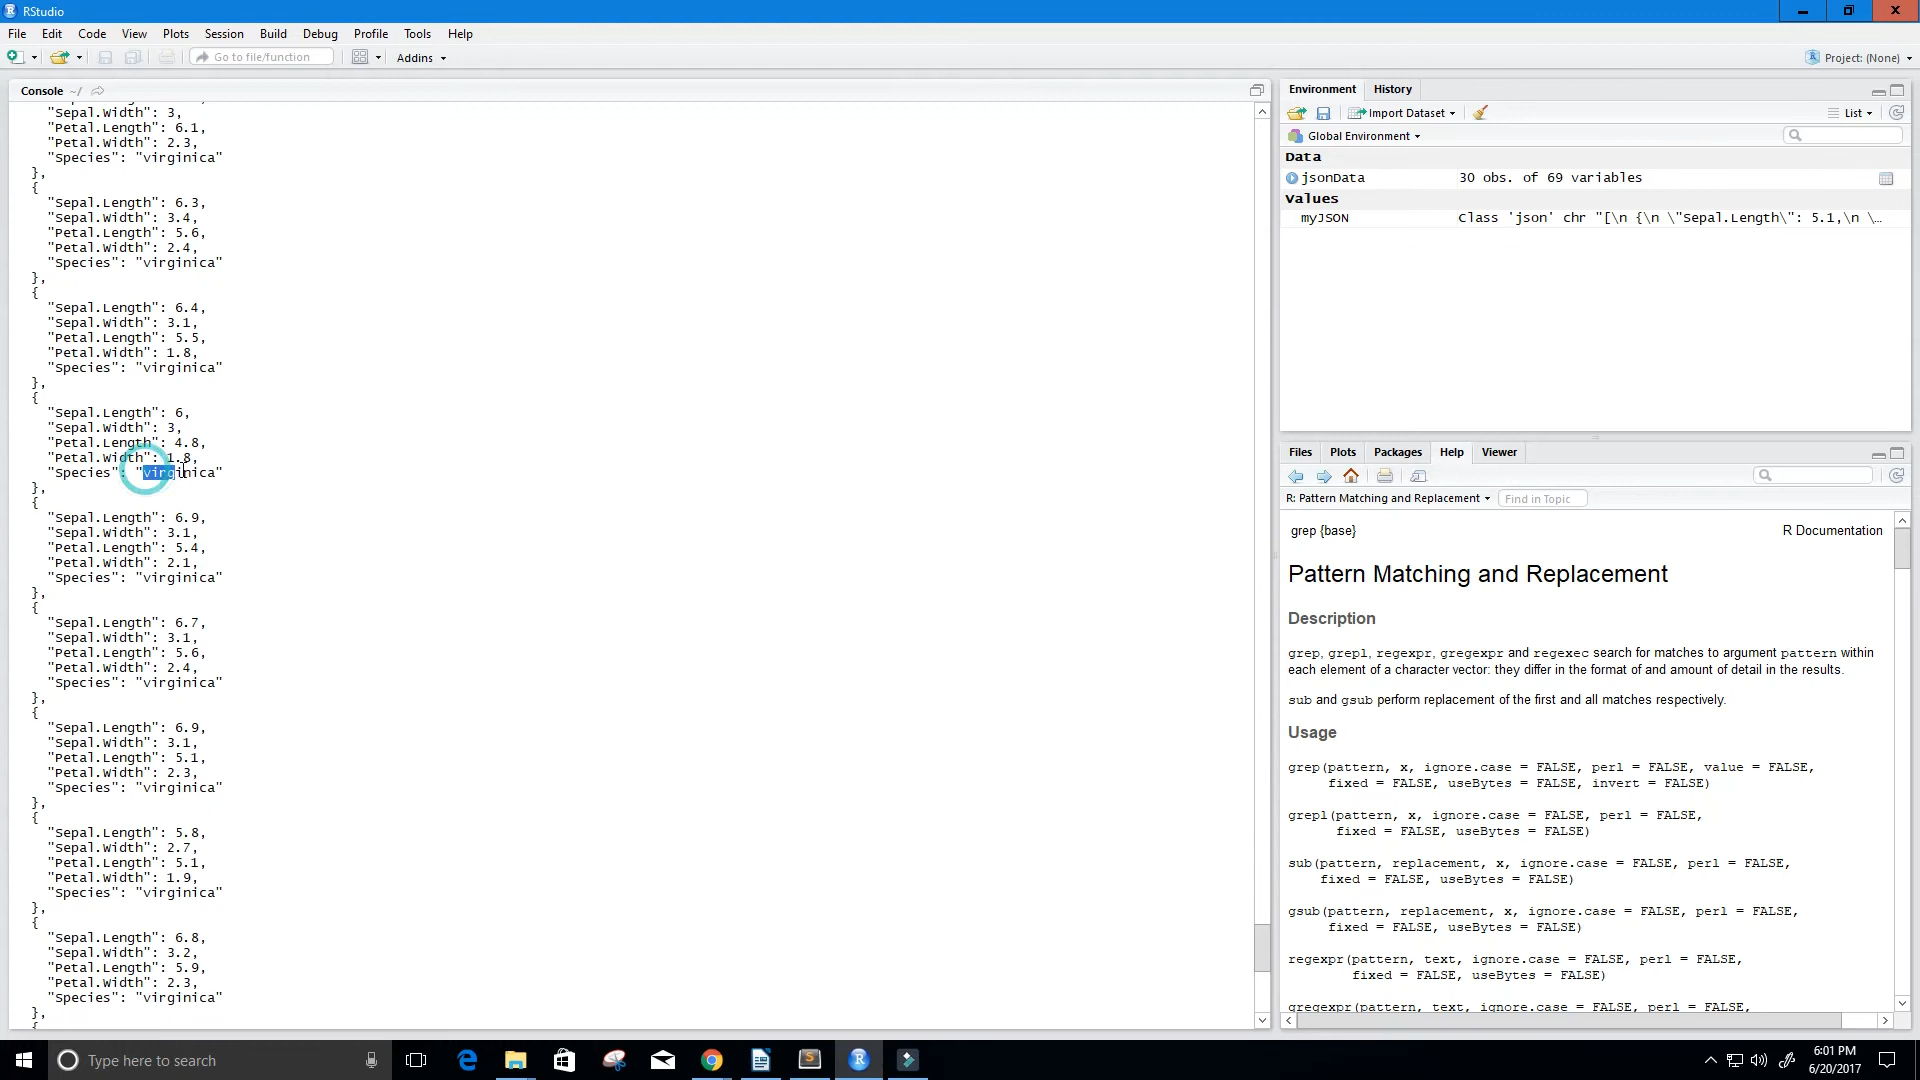 RStudio
File Edit Code View Plots Session Build Debug Profile Tools Help
Go to file/function Addins Project: (None)
Console ~/
"Sepal.Width": 3,
"Petal.Length": 6.1,
"Petal.Width": 2.3,
"Species": "virginica"
},
{
"Sepal.Length": 6.3,
"Sepal.Width": 3.4,
"Petal.Length": 5.6,
"Petal.Width": 2.4,
"Species": "virginica"
},
{
"Sepal.Length": 6.4,
"Sepal.Width": 3.1,
"Petal.Length": 5.5,
"Petal.Width": 1.8,
"Species": "virginica"
},
{
"Sepal.Length": 6,
"Sepal.Width": 3,
"Petal.Length": 4.8,
"Petal.Width": 1.8,
"Species": "virginica"
},
{
"Sepal.Length": 6.9,
"Sepal.Width": 3.1,
"Petal.Length": 5.4,
"Petal.Width": 2.1,
"Species": "virginica"
},
{
"Sepal.Length": 6.7,
"Sepal.Width": 3.1,
"Petal.Length": 5.6,
"Petal.Width": 2.4,
"Species": "virginica"
},
{
"Sepal.Length": 6.9,
"Sepal.Width": 3.1,
"Petal.Length": 5.1,
"Petal.Width": 2.3,
"Species": "virginica"
},
{
"Sepal.Length": 5.8,
"Sepal.Width": 2.7,
"Petal.Length": 5.1,
"Petal.Width": 1.9,
"Species": "virginica"
},
{
"Sepal.Length": 6.8,
"Sepal.Width": 3.2,
"Petal.Length": 5.9,
"Petal.Width": 2.3,
"Species": "virginica"
},
{
Environment History
Import Dataset List
Global Environment
Data
jsonData 30 obs. of 69 variables
Values
myJSON Class 'json' chr "[\n {\n \"Sepal.Length\": 5.1,\n \…
Files Plots Packages Help Viewer
R: Pattern Matching and Replacement Find in Topic
grep {base} R Documentation
Pattern Matching and Replacement
Description
grep, grepl, regexpr, gregexpr and regexec search for matches to argument pattern within
each element of a character vector: they differ in the format of and amount of detail in the results.
sub and gsub perform replacement of the first and all matches respectively.
Usage
grep(pattern, x, ignore.case = FALSE, perl = FALSE, value = FALSE,
fixed = FALSE, useBytes = FALSE, invert = FALSE)
grepl(pattern, x, ignore.case = FALSE, perl = FALSE,
fixed = FALSE, useBytes = FALSE)
sub(pattern, replacement, x, ignore.case = FALSE, perl = FALSE,
fixed = FALSE, useBytes = FALSE)
gsub(pattern, replacement, x, ignore.case = FALSE, perl = FALSE,
fixed = FALSE, useBytes = FALSE)
regexpr(pattern, text, ignore.case = FALSE, perl = FALSE,
fixed = FALSE, useBytes = FALSE)
gregexpr(pattern, text, ignore.case = FALSE, perl = FALSE,
Type here to search
6:01 PM
6/20/2017